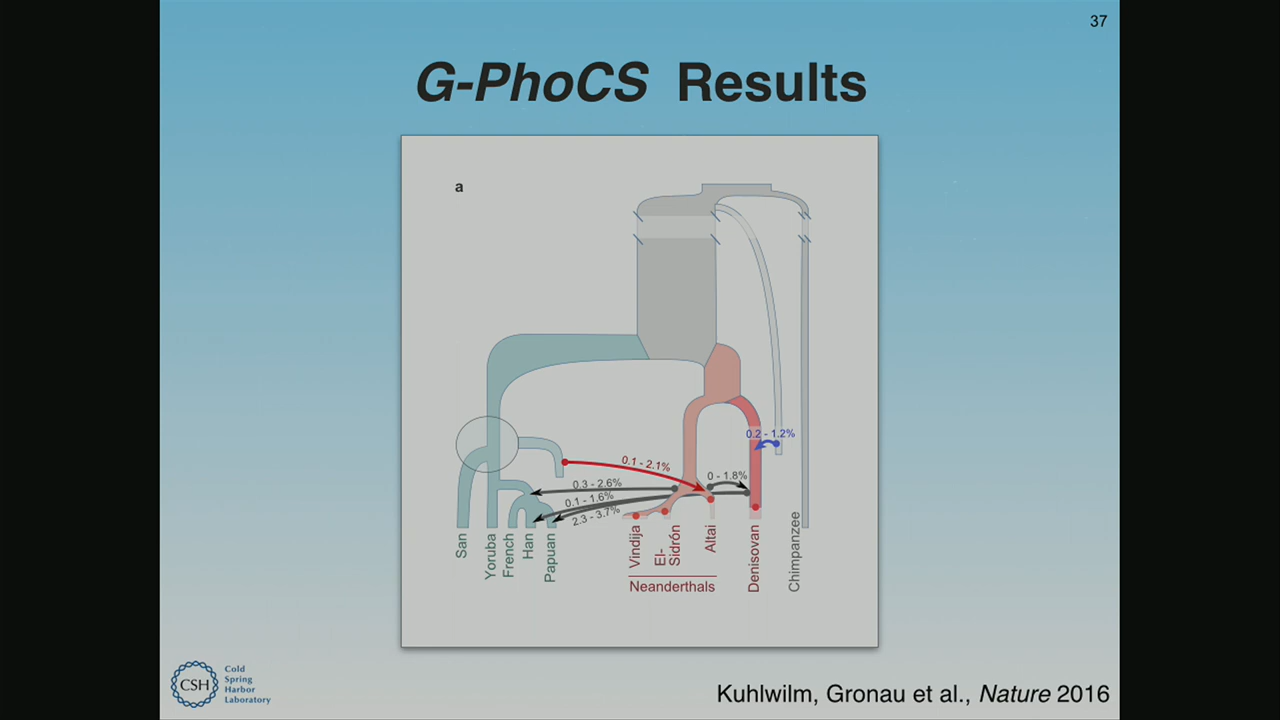 37
G-PhoCS Results
a
0.2 - 1.2%
0.1 - 2.1%
0 - 1.8%
0.3 - 2.6%
0.1 - 1.6%
2.3 - 3.7%
San
Yoruba
French
Han
Papuan
Vindija
El-
Sidrón
Altai
Denisovan
Chimpanzee
Neanderthals
CSH
Cold
Spring
Harbor
Laboratory
Kuhlwilm, Gronau et al., Nature 2016